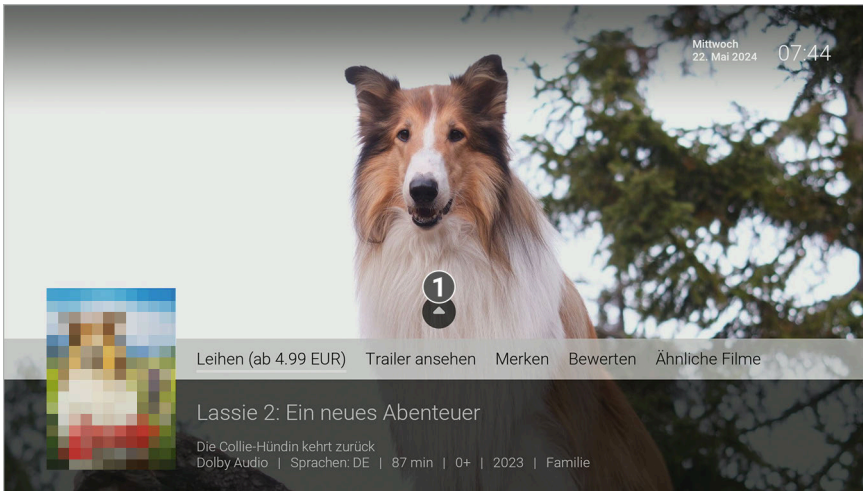 Mittwoch
22. Mai 2024 07:44
1
Leihen (ab 4.99 EUR) Trailer ansehen Merken Bewerten Ähnliche Filme
Lassie 2: Ein neues Abenteuer
Die Collie-Hündin kehrt zurück
Dolby Audio | Sprachen: DE | 87 min | 0+ | 2023 | Familie